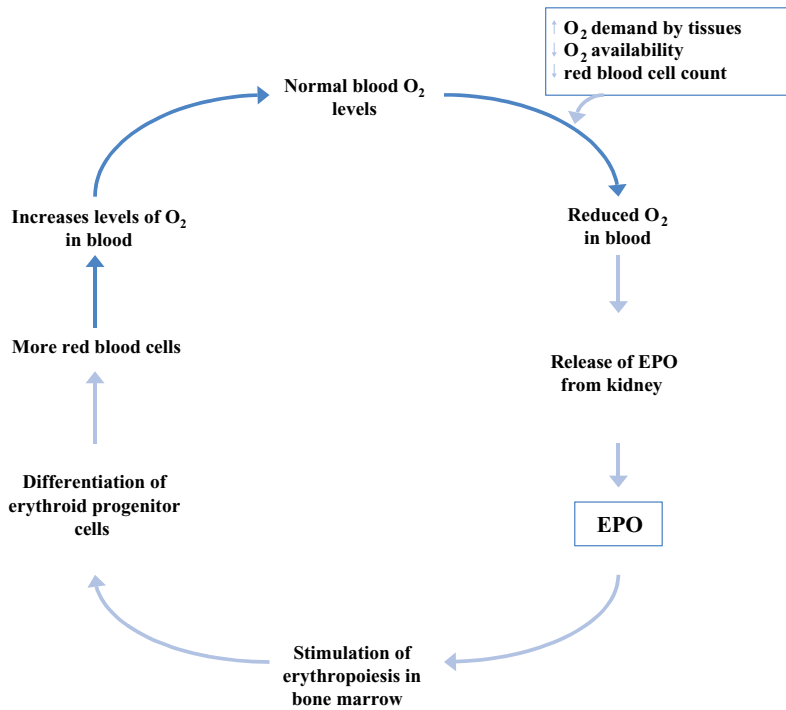 ↑ O₂ demand by tissues
↓ O₂ availability
↓ red blood cell count
Normal blood O₂
levels
Reduced O₂
in blood
Release of EPO
from kidney
EPO
Stimulation of
erythropoiesis in
bone marrow
Differentiation of
erythroid progenitor
cells
More red blood cells
Increases levels of O₂
in blood